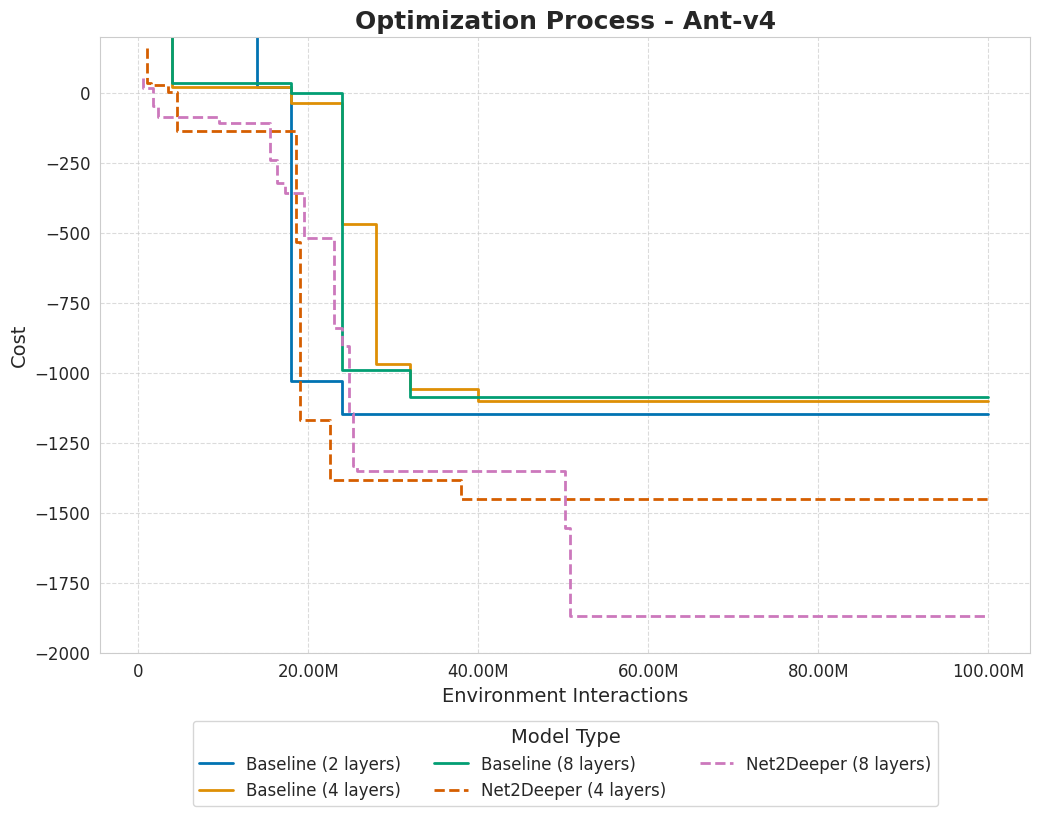 Optimization Process - Ant-v4
Cost
0
−250
−500
−750
−1000
−1250
−1500
−1750
−2000
0 20.00M 40.00M 60.00M 80.00M 100.00M
Environment Interactions
Model Type
Baseline (2 layers) Baseline (8 layers) Net2Deeper (8 layers)
Baseline (4 layers) Net2Deeper (4 layers)